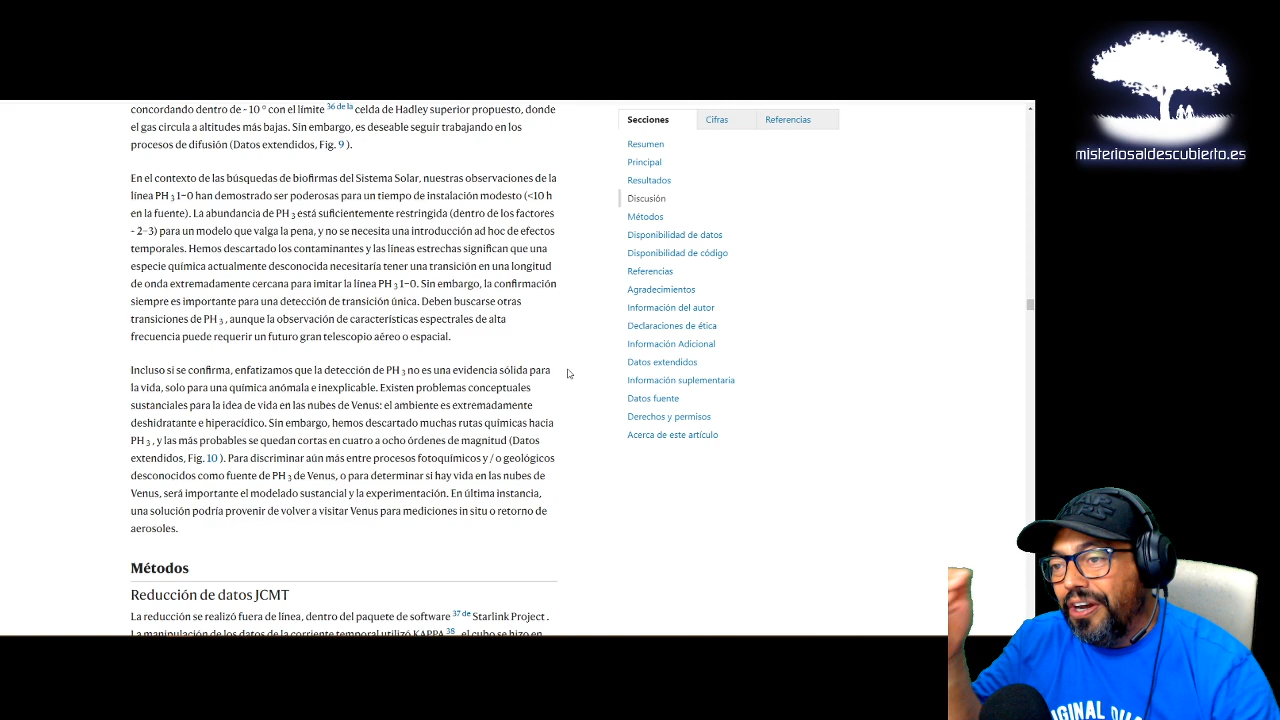 concordando dentro de ~ 10 ° con el límite 36 de la celda de Hadley superior propuesto, donde
el gas circula a altitudes más bajas. Sin embargo, es deseable seguir trabajando en los
procesos de difusión (Datos extendidos, Fig. 9 ).
En el contexto de las búsquedas de biofirmas del Sistema Solar, nuestras observaciones de la
línea PH 3 1–0 han demostrado ser poderosas para un tiempo de instalación modesto (<10 h
en la fuente). La abundancia de PH 3 está suficientemente restringida (dentro de los factores
~ 2–3) para un modelo que valga la pena, y no se necesita una introducción ad hoc de efectos
temporales. Hemos descartado los contaminantes y las líneas estrechas significan que una
especie química actualmente desconocida necesitaría tener una transición en una longitud
de onda extremadamente cercana para imitar la línea PH 3 1–0. Sin embargo, la confirmación
siempre es importante para una detección de transición única. Deben buscarse otras
transiciones de PH 3 , aunque la observación de características espectrales de alta
frecuencia puede requerir un futuro gran telescopio aéreo o espacial.
Incluso si se confirma, enfatizamos que la detección de PH 3 no es una evidencia sólida para
la vida, solo para una química anómala e inexplicable. Existen problemas conceptuales
sustanciales para la idea de vida en las nubes de Venus: el ambiente es extremadamente
deshidratante e hiperacídico. Sin embargo, hemos descartado muchas rutas químicas hacia
PH 3 , y las más probables se quedan cortas en cuatro a ocho órdenes de magnitud (Datos
extendidos, Fig. 10 ). Para discriminar aún más entre procesos fotoquímicos y / o geológicos
desconocidos como fuente de PH 3 de Venus, o para determinar si hay vida en las nubes de
Venus, será importante el modelado sustancial y la experimentación. En última instancia,
una solución podría provenir de volver a visitar Venus para mediciones in situ o retorno de
aerosoles.
Métodos
Reducción de datos JCMT
La reducción se realizó fuera de línea, dentro del paquete de software 37 de Starlink Project .
La manipulación de los datos de la corriente temporal utilizó KAPPA 38 , el cubo se hizo en
Secciones
Cifras
Referencias
Resumen
Principal
Resultados
Discusión
Métodos
Disponibilidad de datos
Disponibilidad de código
Referencias
Agradecimientos
Información del autor
Declaraciones de ética
Información Adicional
Datos extendidos
Información suplementaria
Datos fuente
Derechos y permisos
Acerca de este artículo
misteriosaldescubierto.es